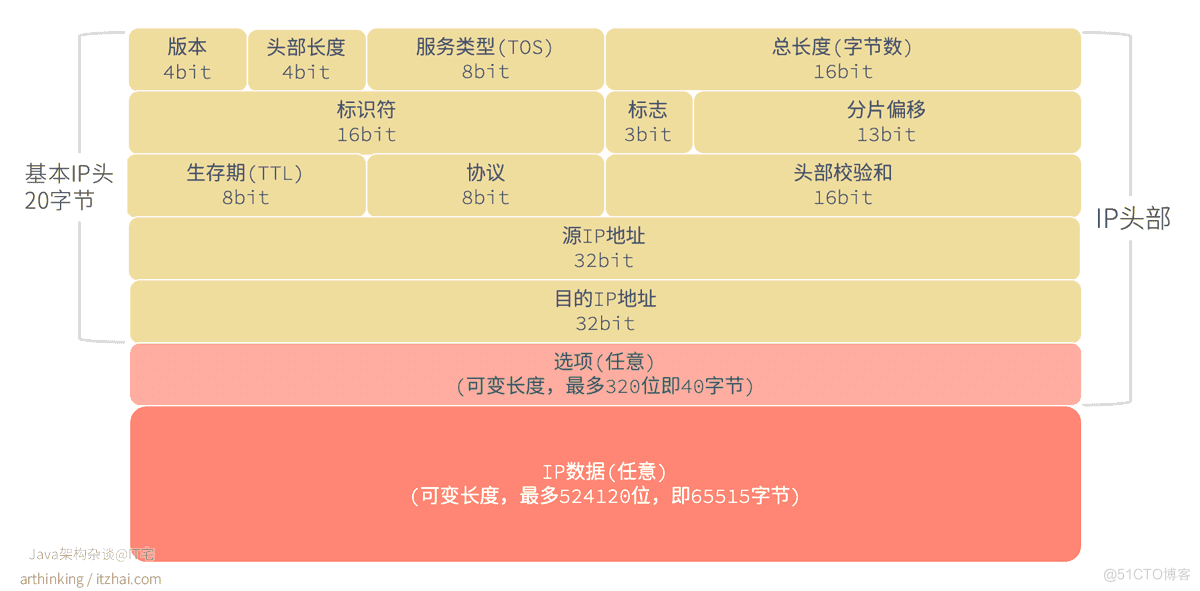 版本
4bit
头部长度
4bit
服务类型(TOS)
8bit
总长度(字节数)
16bit
标识符
16bit
标志
3bit
分片偏移
13bit
基本IP头
20字节
生存期(TTL)
8bit
协议
8bit
头部校验和
16bit
IP头部
源IP地址
32bit
目的IP地址
32bit
选项(任意)
(可变长度，最多320位即40字节)
IP数据(任意)
(可变长度，最多524120位，即65515字节)
Java架构杂谈@IT宅
arthinking / itzhai.com
@51CTO博客